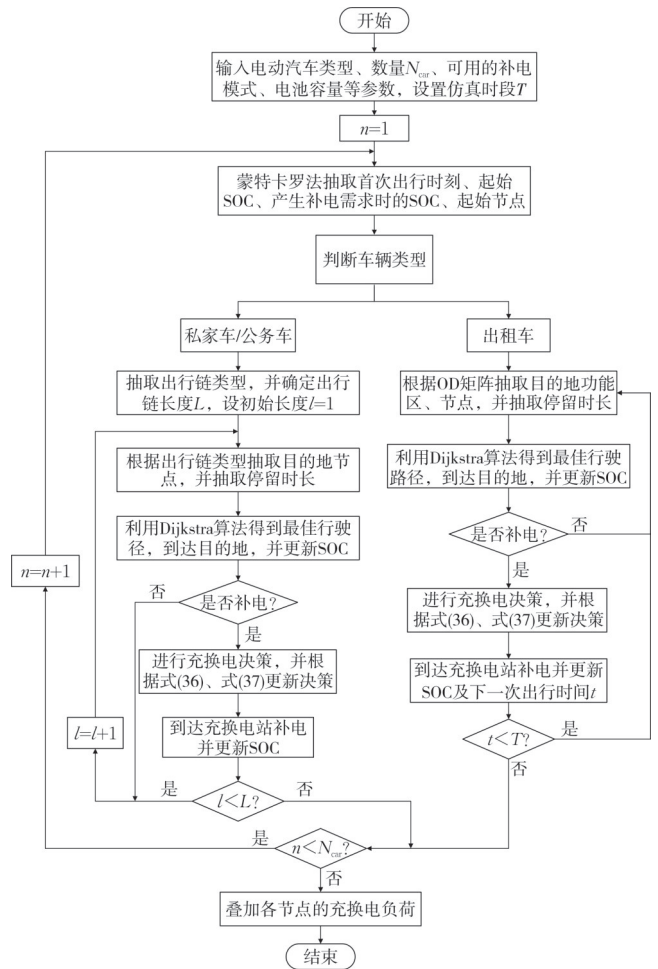 开始
输入电动汽车类型、数量Ncar、可用的补电
模式、电池容量等参数，设置仿真时段T
n=1
蒙特卡罗法抽取首次出行时刻、起始
SOC、产生补电需求时的SOC、起始节点
判断车辆类型
私家车/公务车
抽取出行链类型，并确定出行
链长度L，设初始长度l=1
根据出行链类型抽取目的地节
点，并抽取停留时长
利用Dijkstra算法得到最佳行驶
径，到达目的地，并更新SOC
是否补电？
否
是
进行充换电决策，并根
据式(36)、式(37)更新决策
到达充换电站补电
并更新SOC
l<L？
是
否
l=l+1
n=n+1
出租车
根据OD矩阵抽取目的地功能
区、节点，并抽取停留时长
利用Dijkstra算法得到最佳行驶
路径，到达目的地，并更新SOC
是否补电？
否
是
进行充换电决策，并根
据式(36)、式(37)更新决策
到达充换电站补电并更新
SOC及下一次出行时间t
t<T？
是
否
n<Ncar？
是
否
叠加各节点的充换电负荷
结束